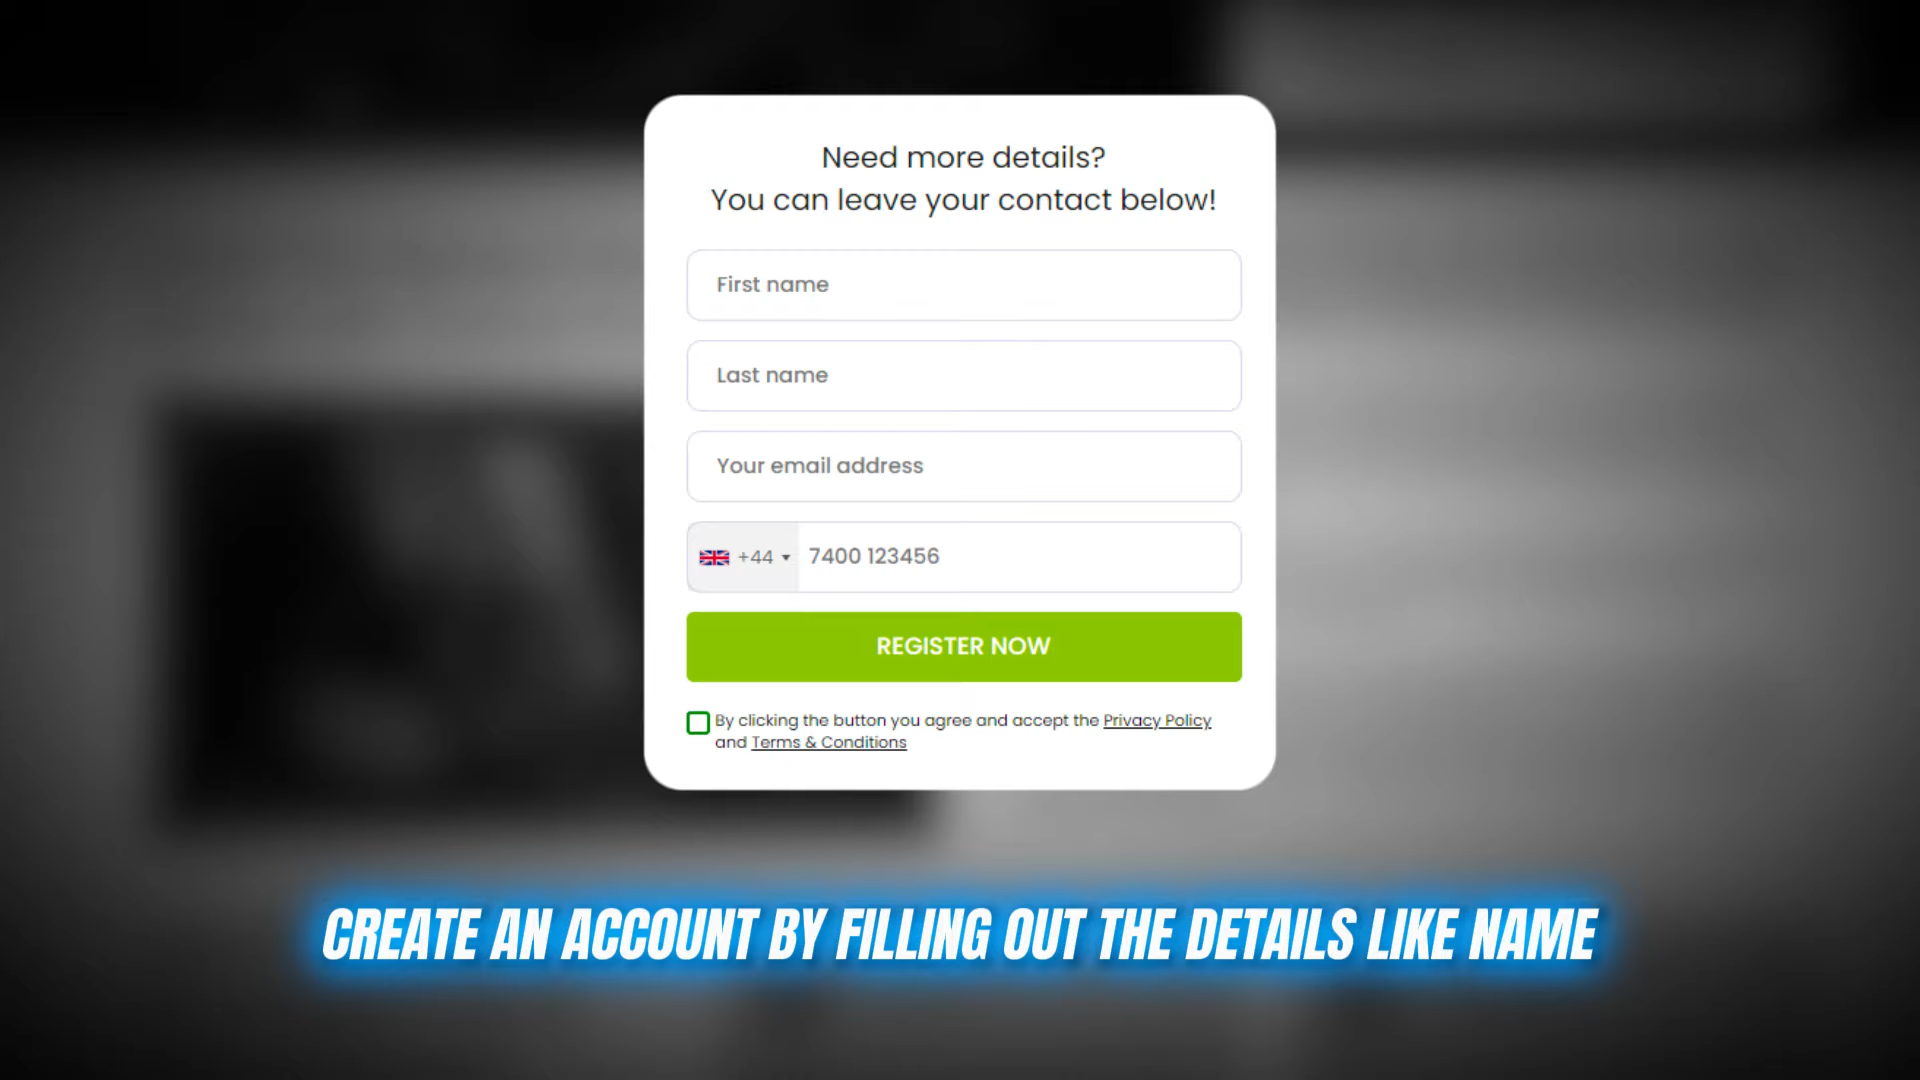 Need more details?
You can leave your contact below!
First name
Last name
Your email address
+44 7400 123456
REGISTER NOW
By clicking the button you agree and accept the Privacy Policy
and Terms & Conditions
CREATE AN ACCOUNT BY FILLING OUT THE DETAILS LIKE NAME